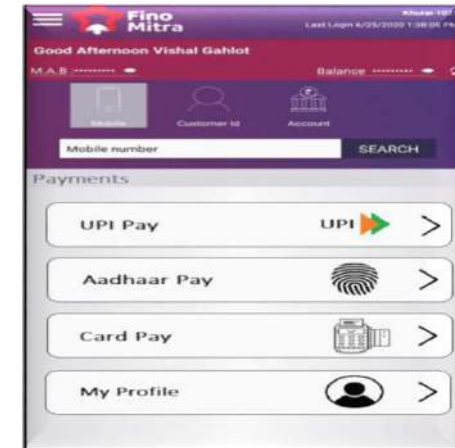 Fino
Mitra
Last Login 6/25/2020 1:38:05 PM
Good Afternoon Vishal Gahlot
M.A.B ---------
Balance --------
Mobile
Customer Id
Account
Mobile number
SEARCH
Payments
UPI Pay
UPI
Aadhaar Pay
Card Pay
My Profile